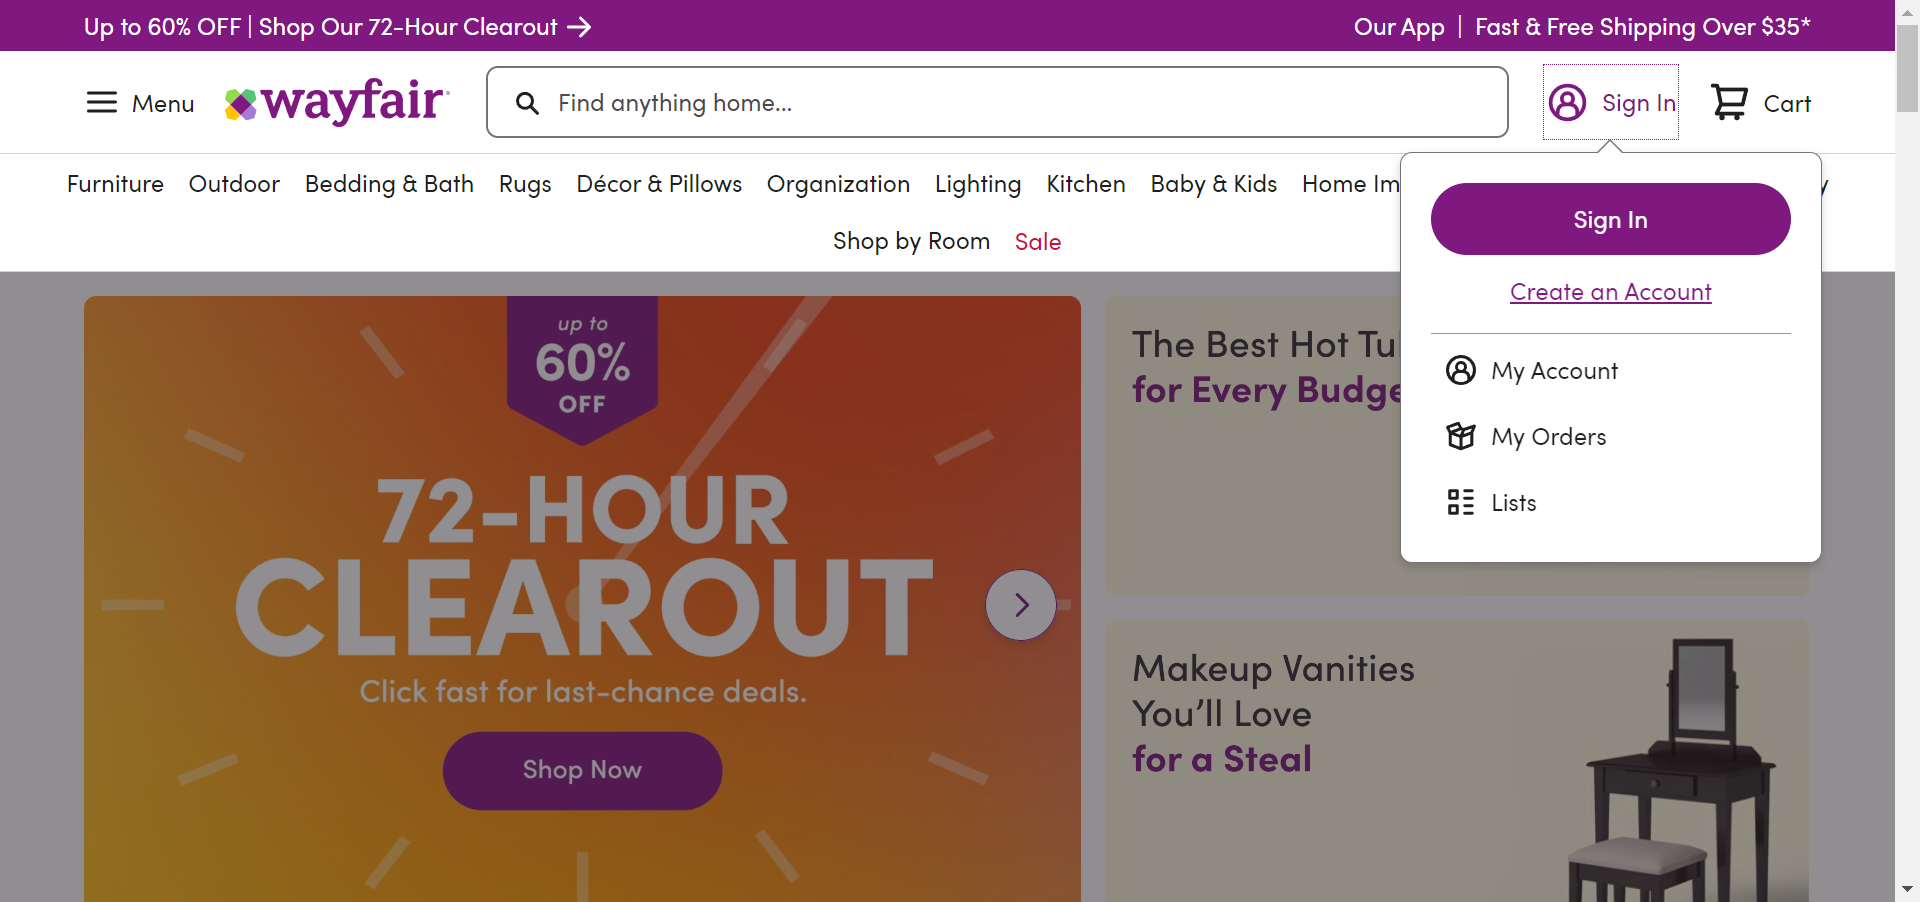 Up to 60% OFF | Shop Our 72-Hour Clearout
Our App | Fast & Free Shipping Over $35*
Menu
wayfair
Find anything home...
Sign In
Cart
Furniture Outdoor Bedding & Bath Rugs Décor & Pillows Organization Lighting Kitchen Baby & Kids Home Im
Shop by Room Sale
Sign In
Create an Account
My Account
My Orders
Lists
up to
60%
OFF
72-HOUR
CLEAROUT
Click fast for last-chance deals.
Shop Now
The Best Hot Tu
for Every Budge
Makeup Vanities
You'll Love
for a Steal